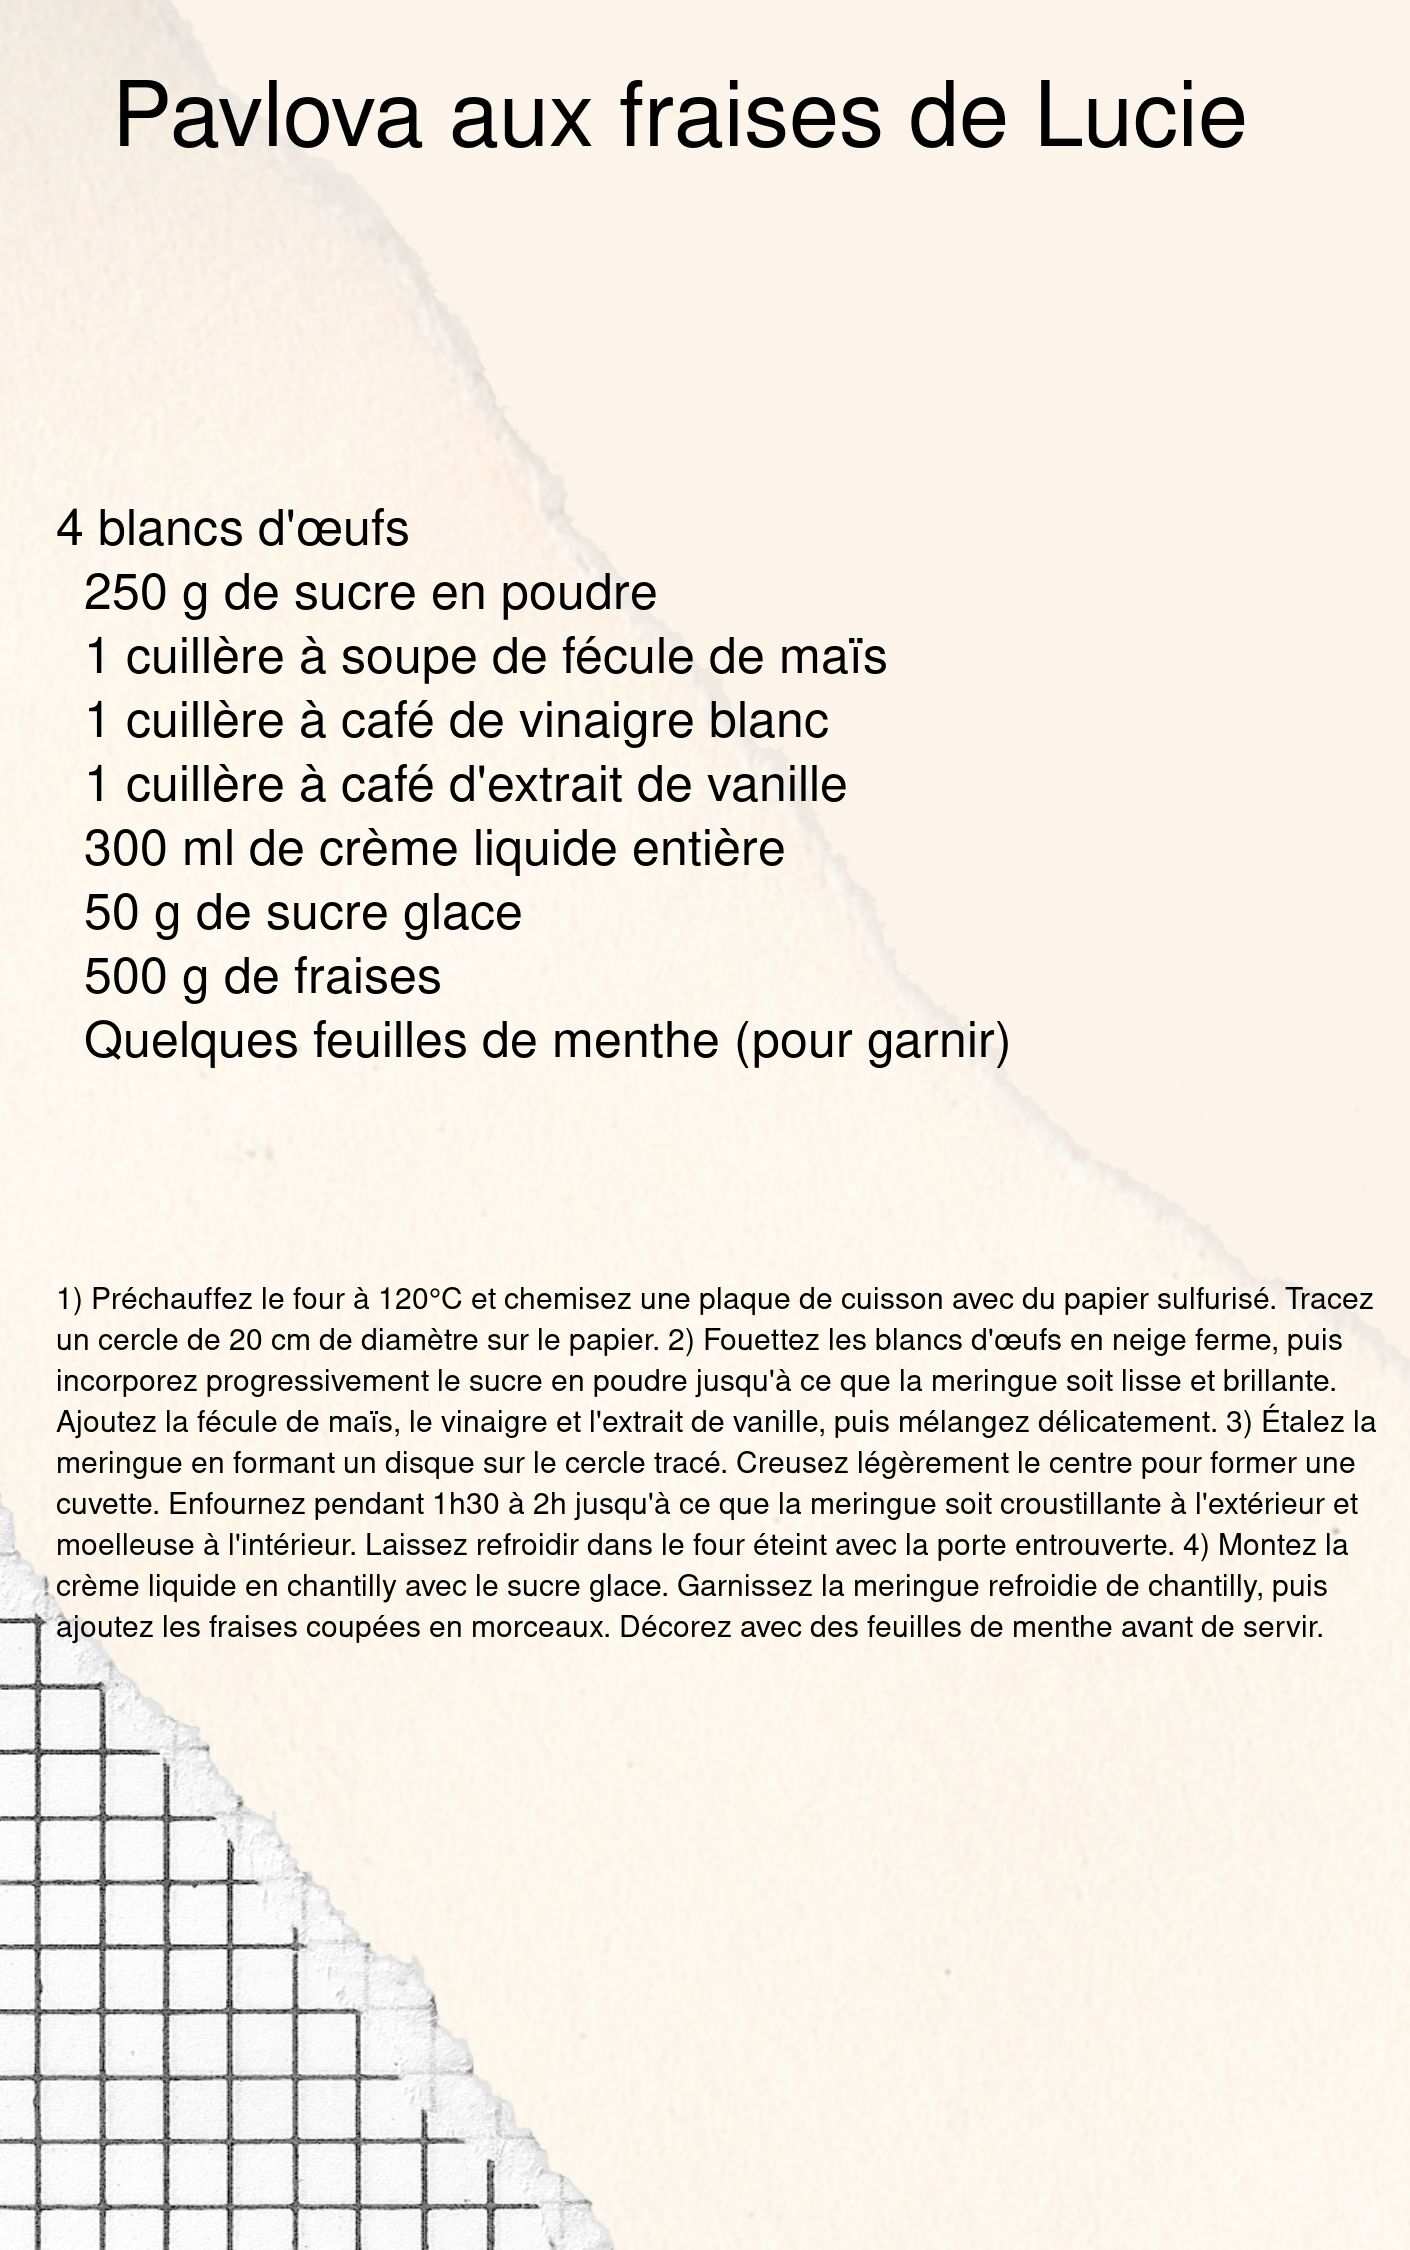 Pavlova aux fraises de Lucie
4 blancs d'œufs
250 g de sucre en poudre
1 cuillère à soupe de fécule de maïs
1 cuillère à café de vinaigre blanc
1 cuillère à café d'extrait de vanille
300 ml de crème liquide entière
50 g de sucre glace
500 g de fraises
Quelques feuilles de menthe (pour garnir)
1) Préchauffez le four à 120°C et chemisez une plaque de cuisson avec du papier sulfurisé. Tracez
un cercle de 20 cm de diamètre sur le papier. 2) Fouettez les blancs d'œufs en neige ferme, puis
incorporez progressivement le sucre en poudre jusqu'à ce que la meringue soit lisse et brillante.
Ajoutez la fécule de maïs, le vinaigre et l'extrait de vanille, puis mélangez délicatement. 3) Étalez la
meringue en formant un disque sur le cercle tracé. Creusez légèrement le centre pour former une
cuvette. Enfournez pendant 1h30 à 2h jusqu'à ce que la meringue soit croustillante à l'extérieur et
moelleuse à l'intérieur. Laissez refroidir dans le four éteint avec la porte entrouverte. 4) Montez la
crème liquide en chantilly avec le sucre glace. Garnissez la meringue refroidie de chantilly, puis
ajoutez les fraises coupées en morceaux. Décorez avec des feuilles de menthe avant de servir.